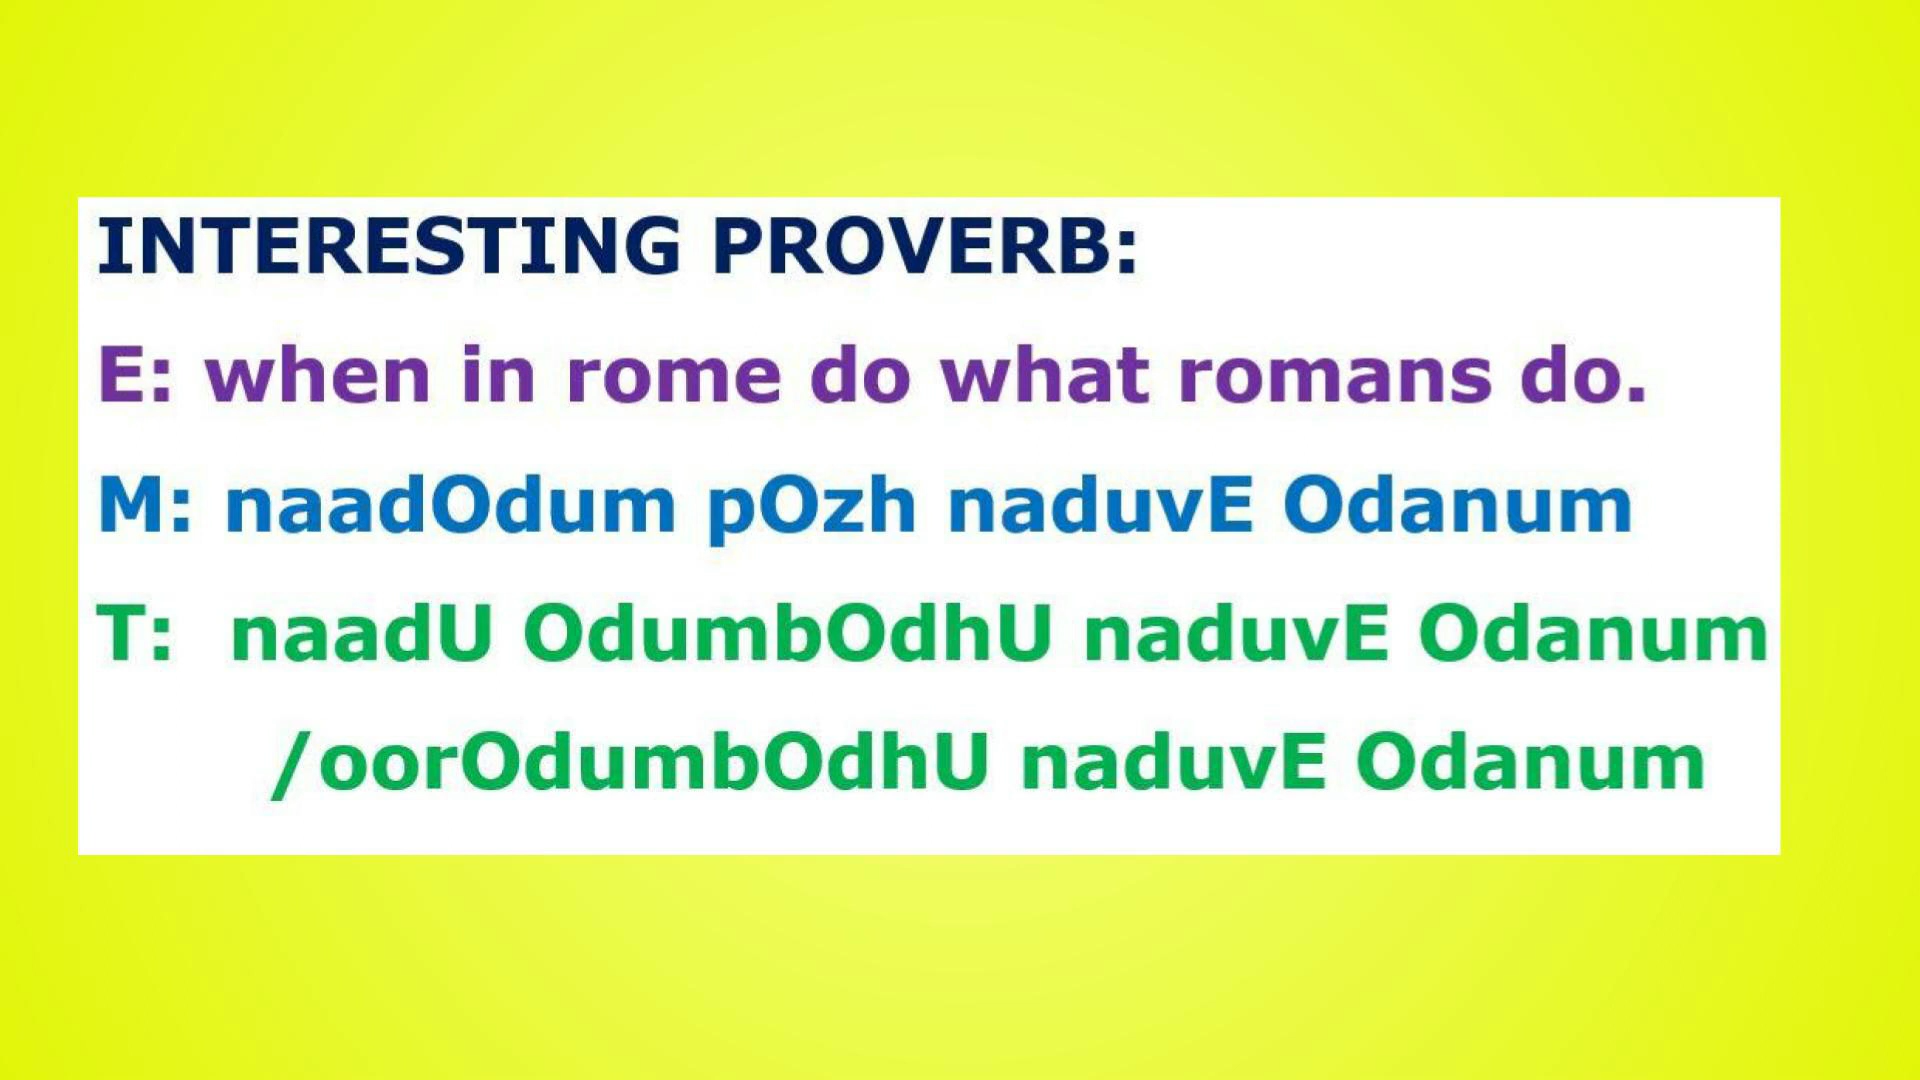 INTERESTING PROVERB:
E: when in rome do what romans do.
M: naadOdum pOzh naduvE Odanum
T: naadU OdumbOdhU naduvE Odanum
/oorOdumbOdhU naduvE Odanum